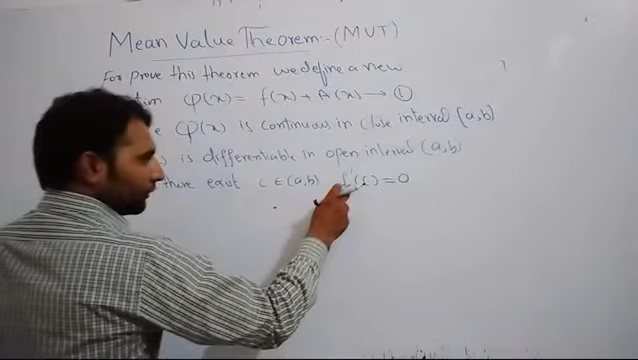 Mean Value Theorem:- (MVT)
For prove this theorem we define a new
φ(x) = f(x) + A(x) → ①
φ(x) is continuous in close interval [a,b]
is differentiable in open interval (a,b)
there exist c ∈ (a,b) f'(c) = 0